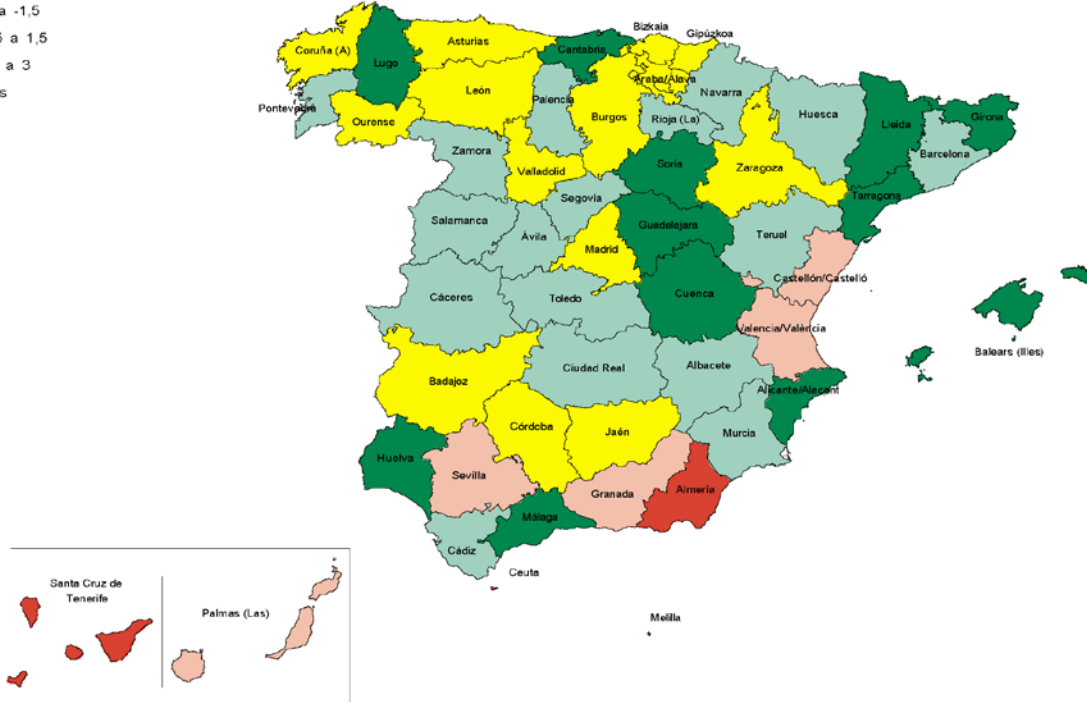 a -1,5
a 1,5
a 3
s
Bizkaia
Gipúzkoa
Coruña (A)
Asturias
Cantabria
Lugo
Araba/Álava
León
Navarra
Palencia
Pontevedra
Huesca
Burgos
Rioja (La)
Ourense
Lleida
Girona
Zamora
Barcelona
Soria
Zaragoza
Valladolid
Segovia
Tarragona
Salamanca
Guadalajara
Teruel
Ávila
Madrid
Castellón/Castelló
Cuenca
Cáceres
Toledo
Valencia/València
Balears (Illes)
Ciudad Real
Albacete
Badajoz
Alicante/Alacant
Córdoba
Jaén
Murcia
Huelva
Sevilla
Almería
Granada
Málaga
Cádiz
Ceuta
Santa Cruz de
Tenerife
Palmas (Las)
Melilla